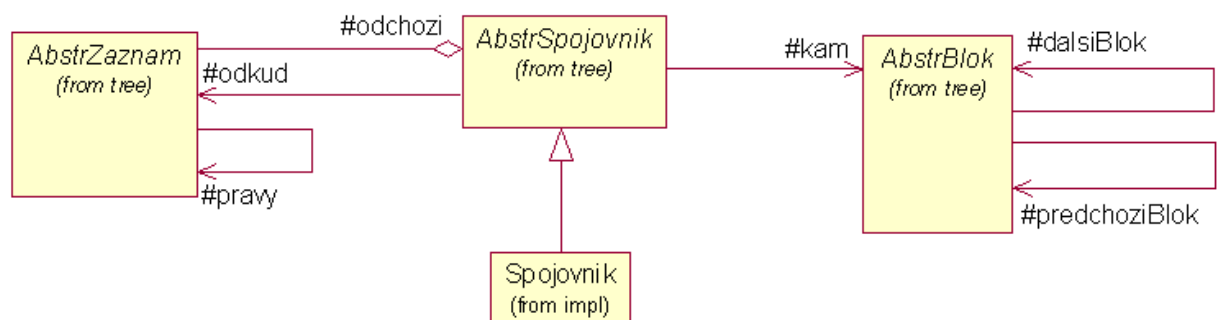 #odchozi
AbstrZaznam
(from tree)
#odkud
#pravy
AbstrSpojovnik
(from tree)
#kam
AbstrBlok
(from tree)
#dalsiBlok
#predchoziBlok
Spojovnik
(from impl)